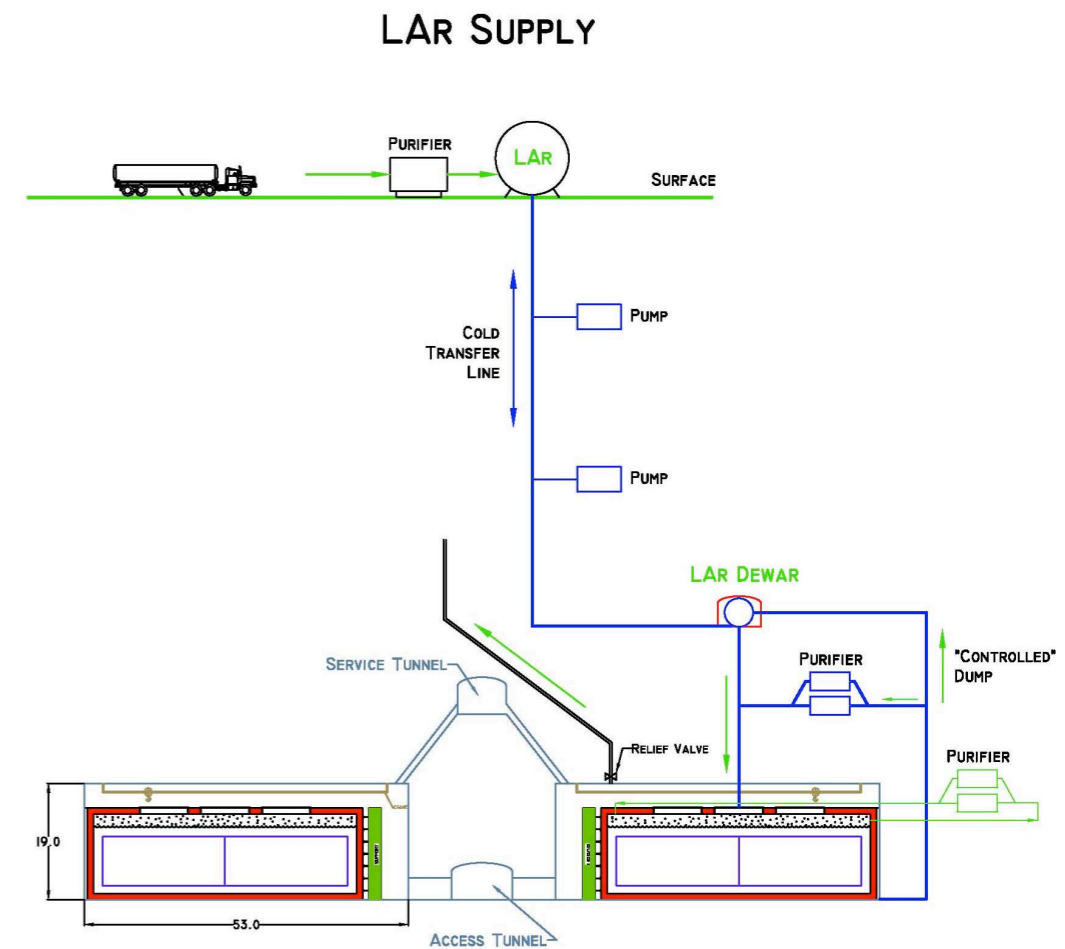 LAR SUPPLY
PURIFIER
LAR
SURFACE
PUMP
COLD
TRANSFER
LINE
PUMP
LAR DEWAR
SERVICE TUNNEL
PURIFIER
"CONTROLLED"
DUMP
RELIEF VALVE
PURIFIER
19.0
53.0
ACCESS TUNNEL